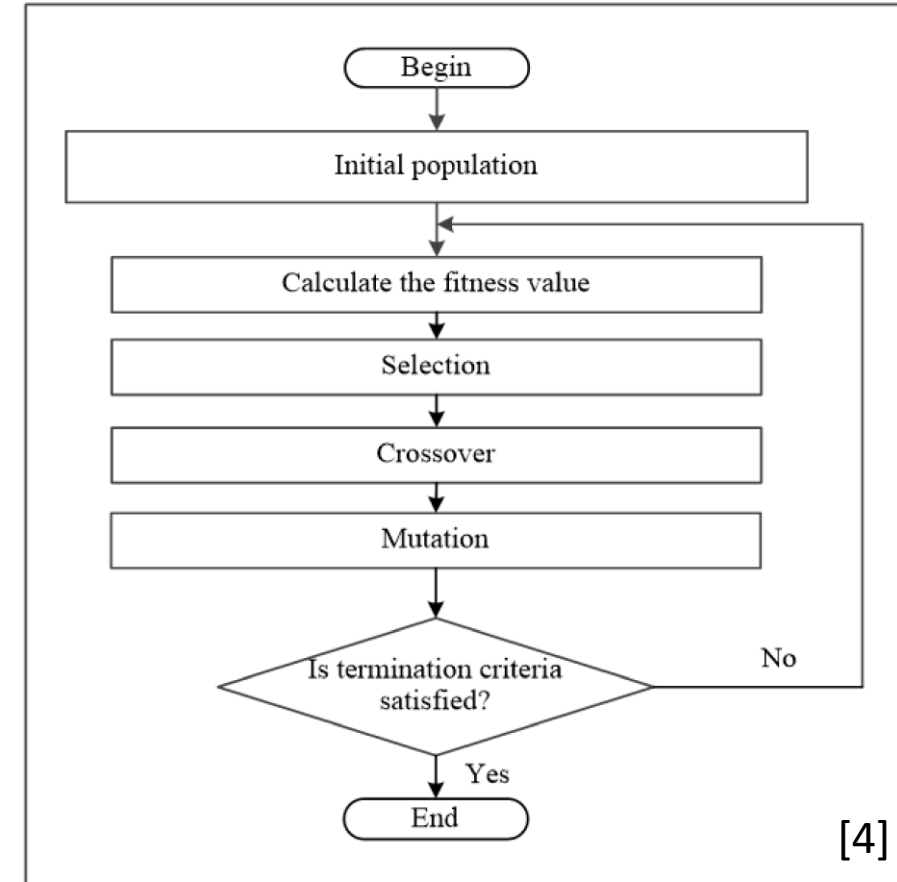 Begin
Initial population
Calculate the fitness value
Selection
Crossover
Mutation
Is termination criteria
satisfied?
No
Yes
End
[4]